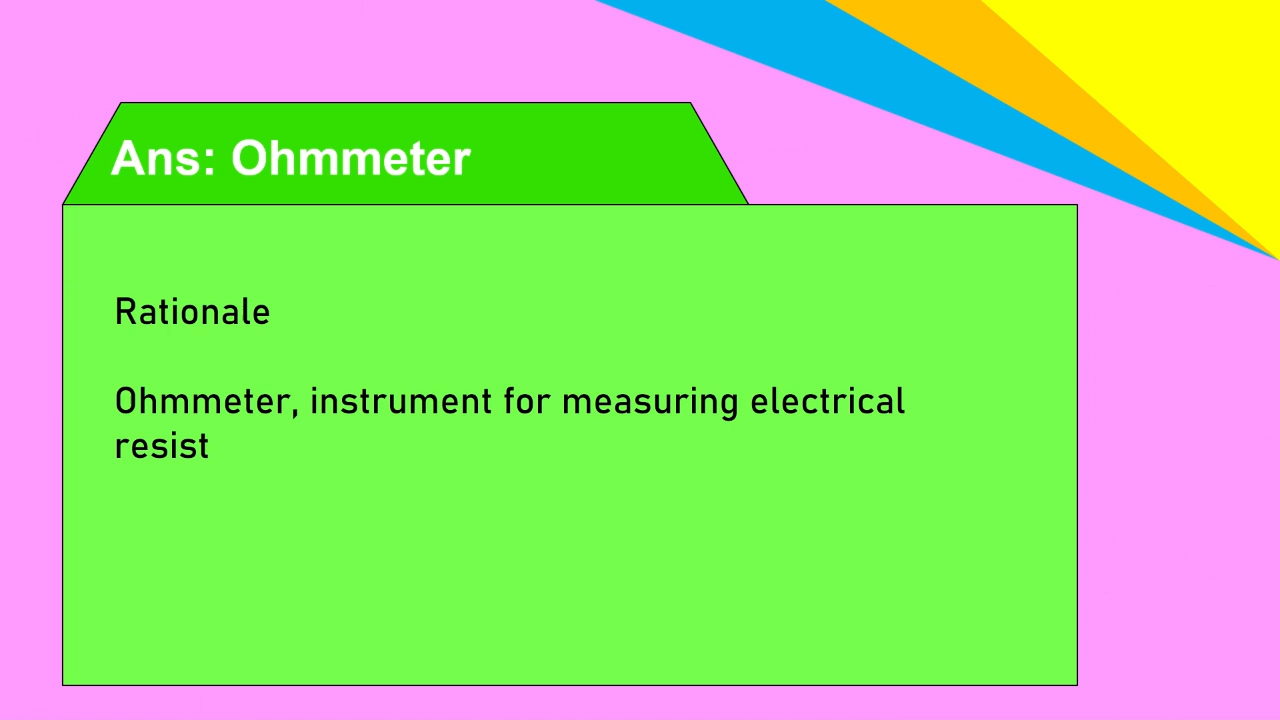 Ans: Ohmmeter
Rationale
Ohmmeter, instrument for measuring electrical
resist